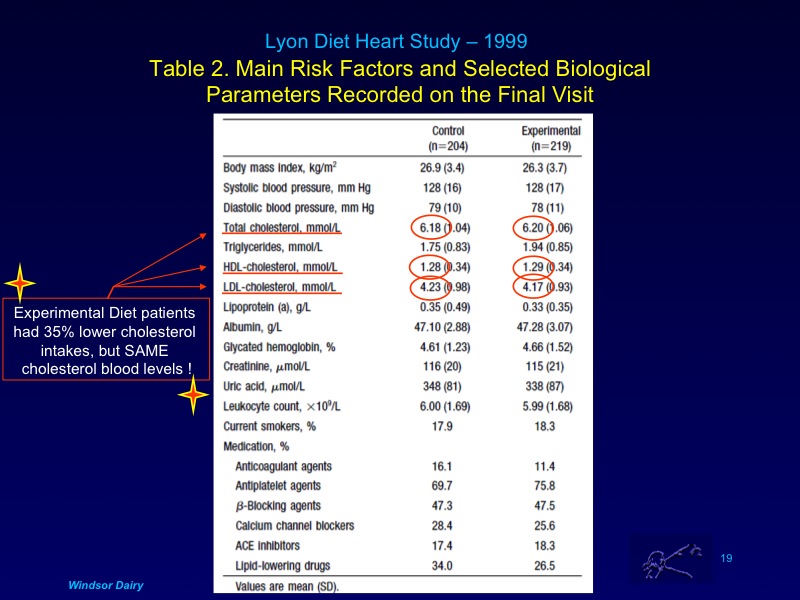 Lyon Diet Heart Study – 1999
Table 2. Main Risk Factors and Selected Biological
Parameters Recorded on the Final Visit
Control Experimental
(n=204) (n=219)
Body mass index, kg/m² 26.9 (3.4) 26.3 (3.7)
Systolic blood pressure, mm Hg 128 (16) 128 (17)
Diastolic blood pressure, mm Hg 79 (10) 78 (11)
Total cholesterol, mmol/L 6.18 (1.04) 6.20 (1.06)
Triglycerides, mmol/L 1.75 (0.83) 1.94 (0.85)
HDL-cholesterol, mmol/L 1.28 (0.34) 1.29 (0.34)
LDL-cholesterol, mmol/L 4.23 (0.98) 4.17 (0.93)
Lipoprotein (a), g/L 0.35 (0.49) 0.33 (0.35)
Albumin, g/L 47.10 (2.88) 47.28 (3.07)
Glycated hemoglobin, % 4.61 (1.23) 4.66 (1.52)
Creatinine, μmol/L 116 (20) 115 (21)
Uric acid, μmol/L 348 (81) 338 (87)
Leukocyte count, ×10⁹/L 6.00 (1.69) 5.99 (1.68)
Current smokers, % 17.9 18.3
Medication, %
Anticoagulant agents 16.1 11.4
Antiplatelet agents 69.7 75.8
β-Blocking agents 47.3 47.5
Calcium channel blockers 28.4 25.6
ACE inhibitors 17.4 18.3
Lipid-lowering drugs 34.0 26.5
Values are mean (SD).
Experimental Diet patients
had 35% lower cholesterol
intakes, but SAME
cholesterol blood levels !
19
Windsor Dairy